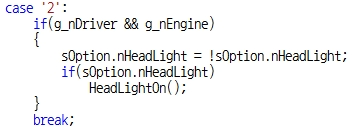 case '2':
    if(g_nDriver && g_nEngine)
    {
        sOption.nHeadLight = !sOption.nHeadLight;
        if(sOption.nHeadLight)
            HeadLightOn();
    }
    break;